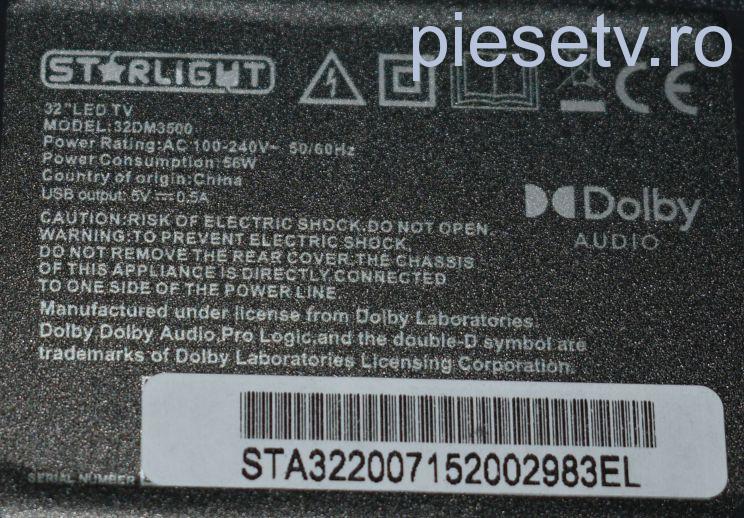 piesetv.ro
STARLIGHT
32"LED TV
MODEL:32DM3500
Power Rating:AC 100-240V~ 50/60Hz
Power Consumption:56W
Country of origin:China
USB output: 5V 0.5A
Dolby
AUDIO
CAUTION:RISK OF ELECTRIC SHOCK,DO NOT OPEN.
WARNING:TO PREVENT ELECTRIC SHOCK,
DO NOT REMOVE THE REAR COVER.THE CHASSIS
OF THIS APPLIANCE IS DIRECTLY CONNECTED
TO ONE SIDE OF THE POWER LINE
Manufactured under license from Dolby Laboratories.
Dolby,Dolby Audio,Pro Logic,and the double-D symbol are
trademarks of Dolby Laboratories Licensing Corporation.
SERIAL NUMBER
STA322007152002983EL